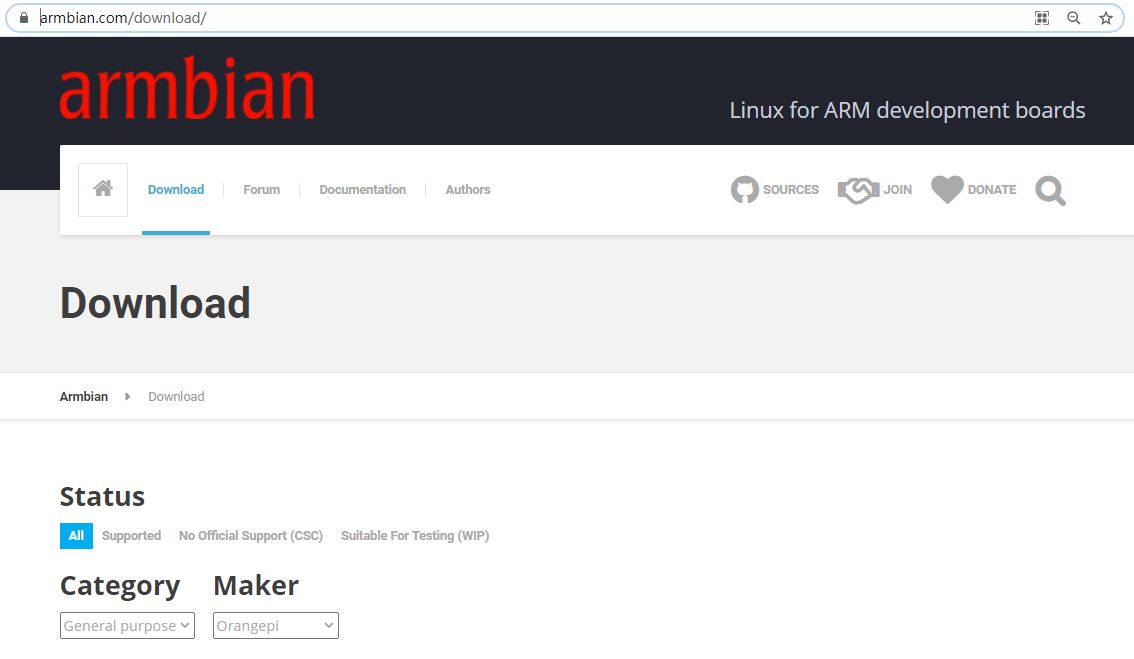 armbian.com/download/
armbian
Linux for ARM development boards
Download Forum Documentation Authors SOURCES JOIN DONATE
Download
Armbian Download
Status
All Supported No Official Support (CSC) Suitable For Testing (WIP)
Category Maker
General purpose Orangepi